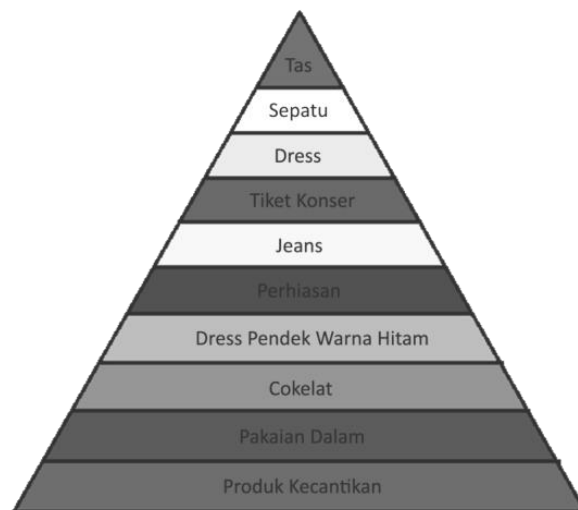 Tas
Sepatu
Dress
Tiket Konser
Jeans
Perhiasan
Dress Pendek Warna Hitam
Cokelat
Pakaian Dalam
Produk Kecantikan